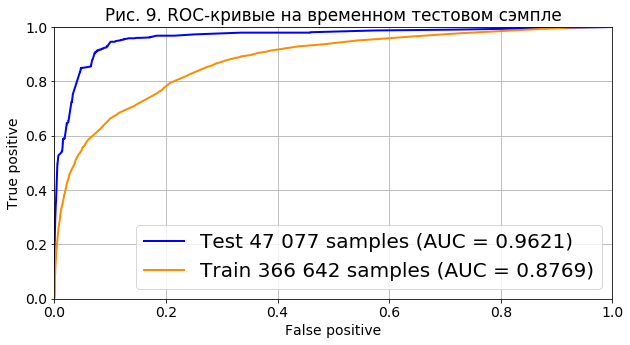 Рис. 9. ROC-кривые на временном тестовом сэмпле
1.0
0.8
0.6
0.4
0.2
0.0
True positive
Test 47 077 samples (AUC = 0.9621)
Train 366 642 samples (AUC = 0.8769)
0.0 0.2 0.4 0.6 0.8 1.0
False positive